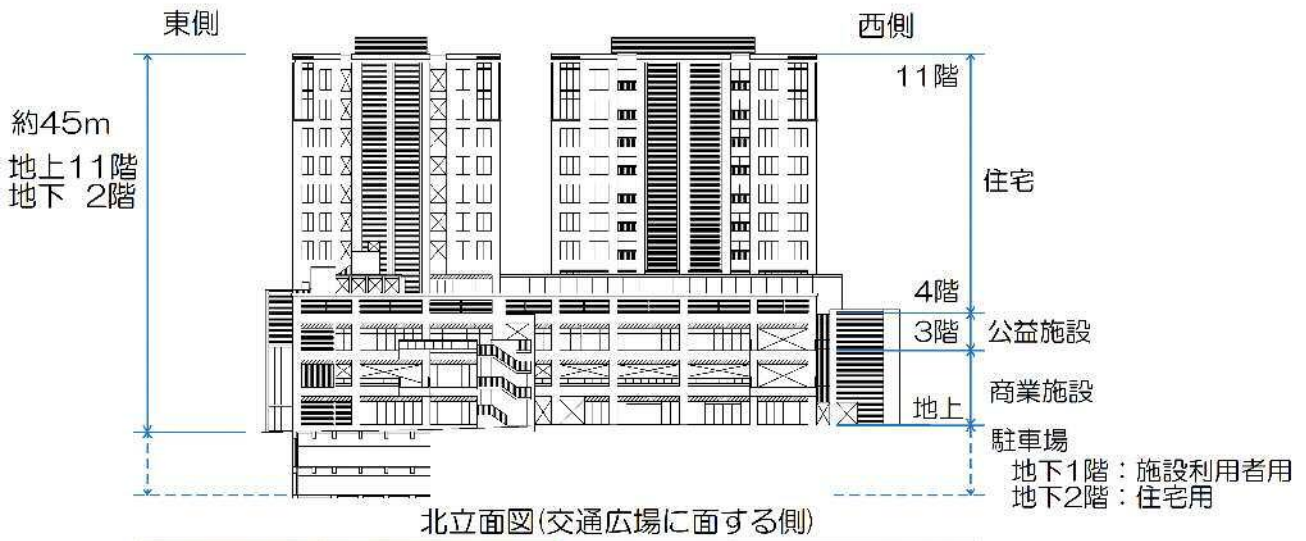 東側
西側
約45m
地上11階
地下 2階
11階
住宅
4階
3階
公益施設
商業施設
地上
駐車場
地下1階：施設利用者用
地下2階：住宅用
北立面図(交通広場に面する側)